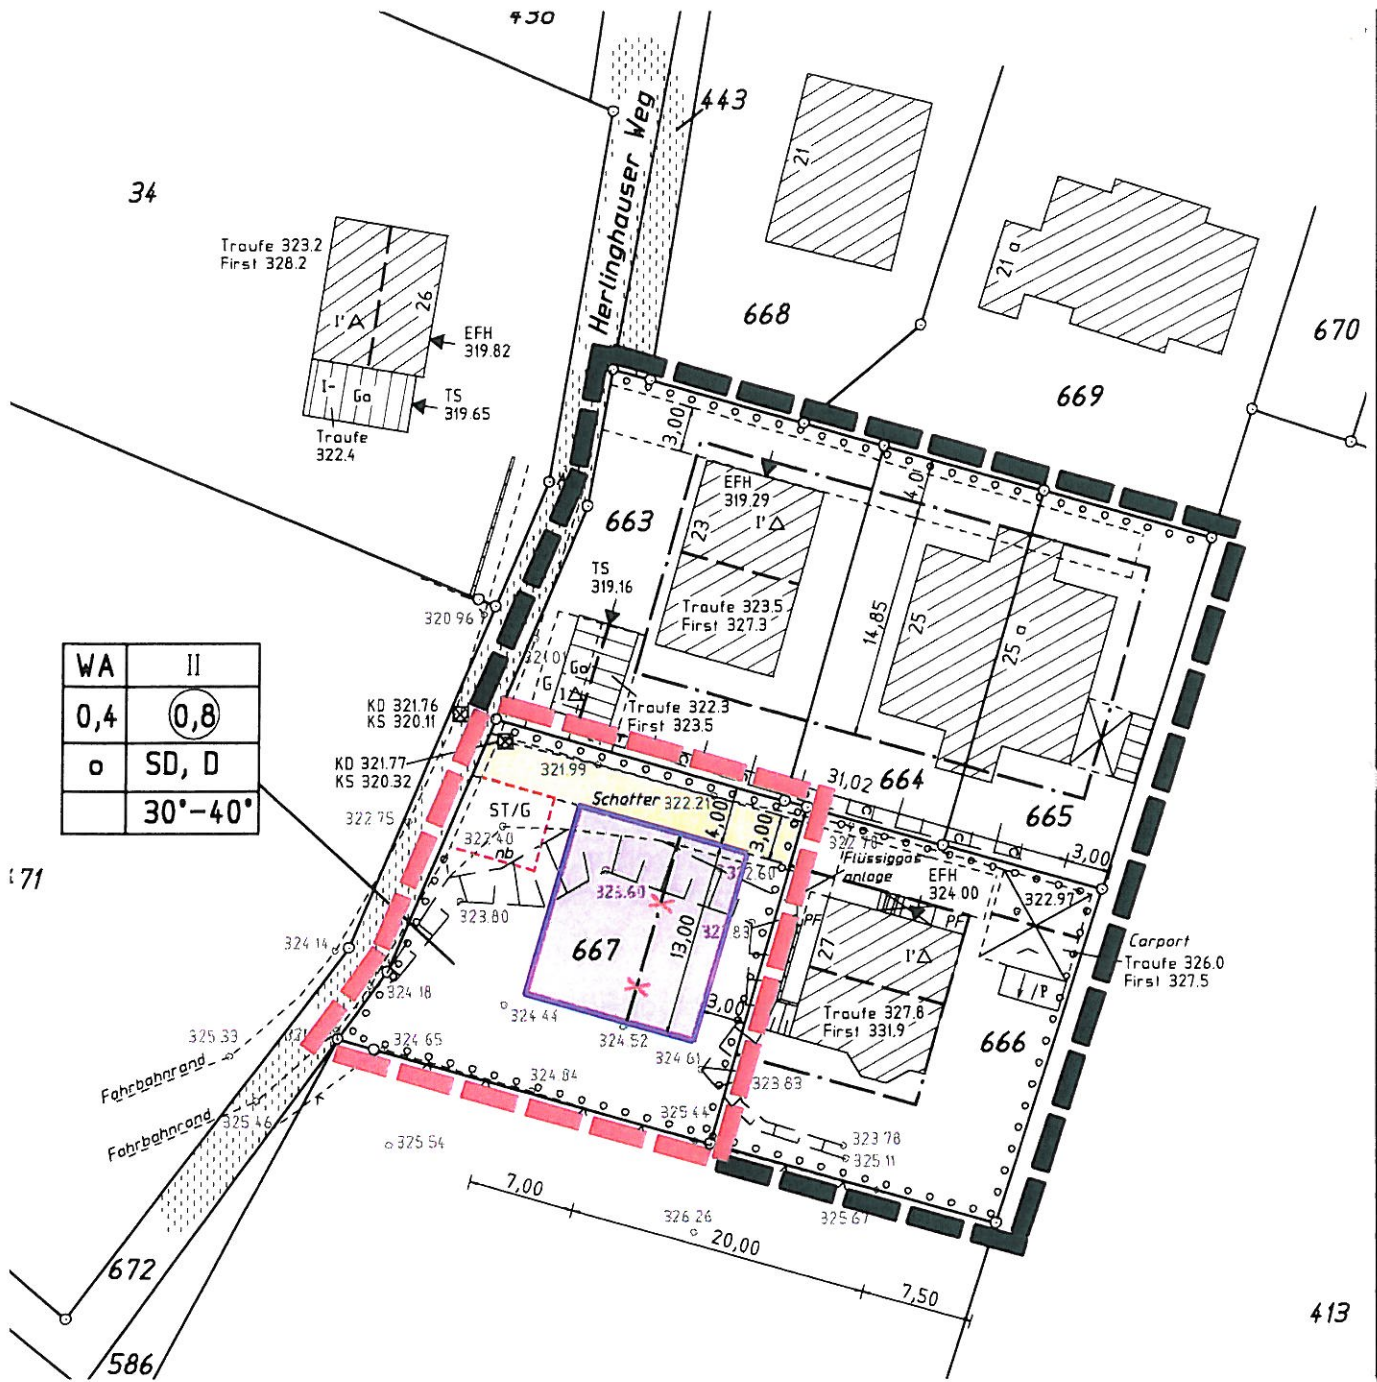 430
443
Herlinghauser Weg
34
21
21 a
668
670
669
Traufe 323.2
First 328.2
26
I' △
EFH
319.82
I-
Ga
TS
319.65
Traufe
322.4
3,00
EFH
319.29
I' △
4,0
663
23
TS
319.16
Traufe 323.5
First 327.3
14,85
25
25 a
320.96
WA II
0,4 0,8
o SD, D
30°-40°
Ga
G
I △
KD 321.76
KS 320.11
Traufe 322.3
First 323.5
KD 321.77
KS 320.32
321.99
Schotter 322.21
31,02
664
665
ST/G
322.40
nb
322.75
4,00
3,00
322.78
Flüssiggas
anlage
3,00
EFH
324.00
322.97
322.60
323.60
323.80
671
667
13,00
PF
PF
27
I' △
Carport
Traufe 326.0
First 327.5
324.14
324.18
324.44
3,00
Traufe 327.8
First 331.9
666
325.33
324.65
324.52
324.61
323.83
Fahrbahnrand
324.84
Fahrbahnrand
325.46
325.44
325.54
323.78
325.11
7,00
326.26
325.67
20,00
672
7,50
413
586